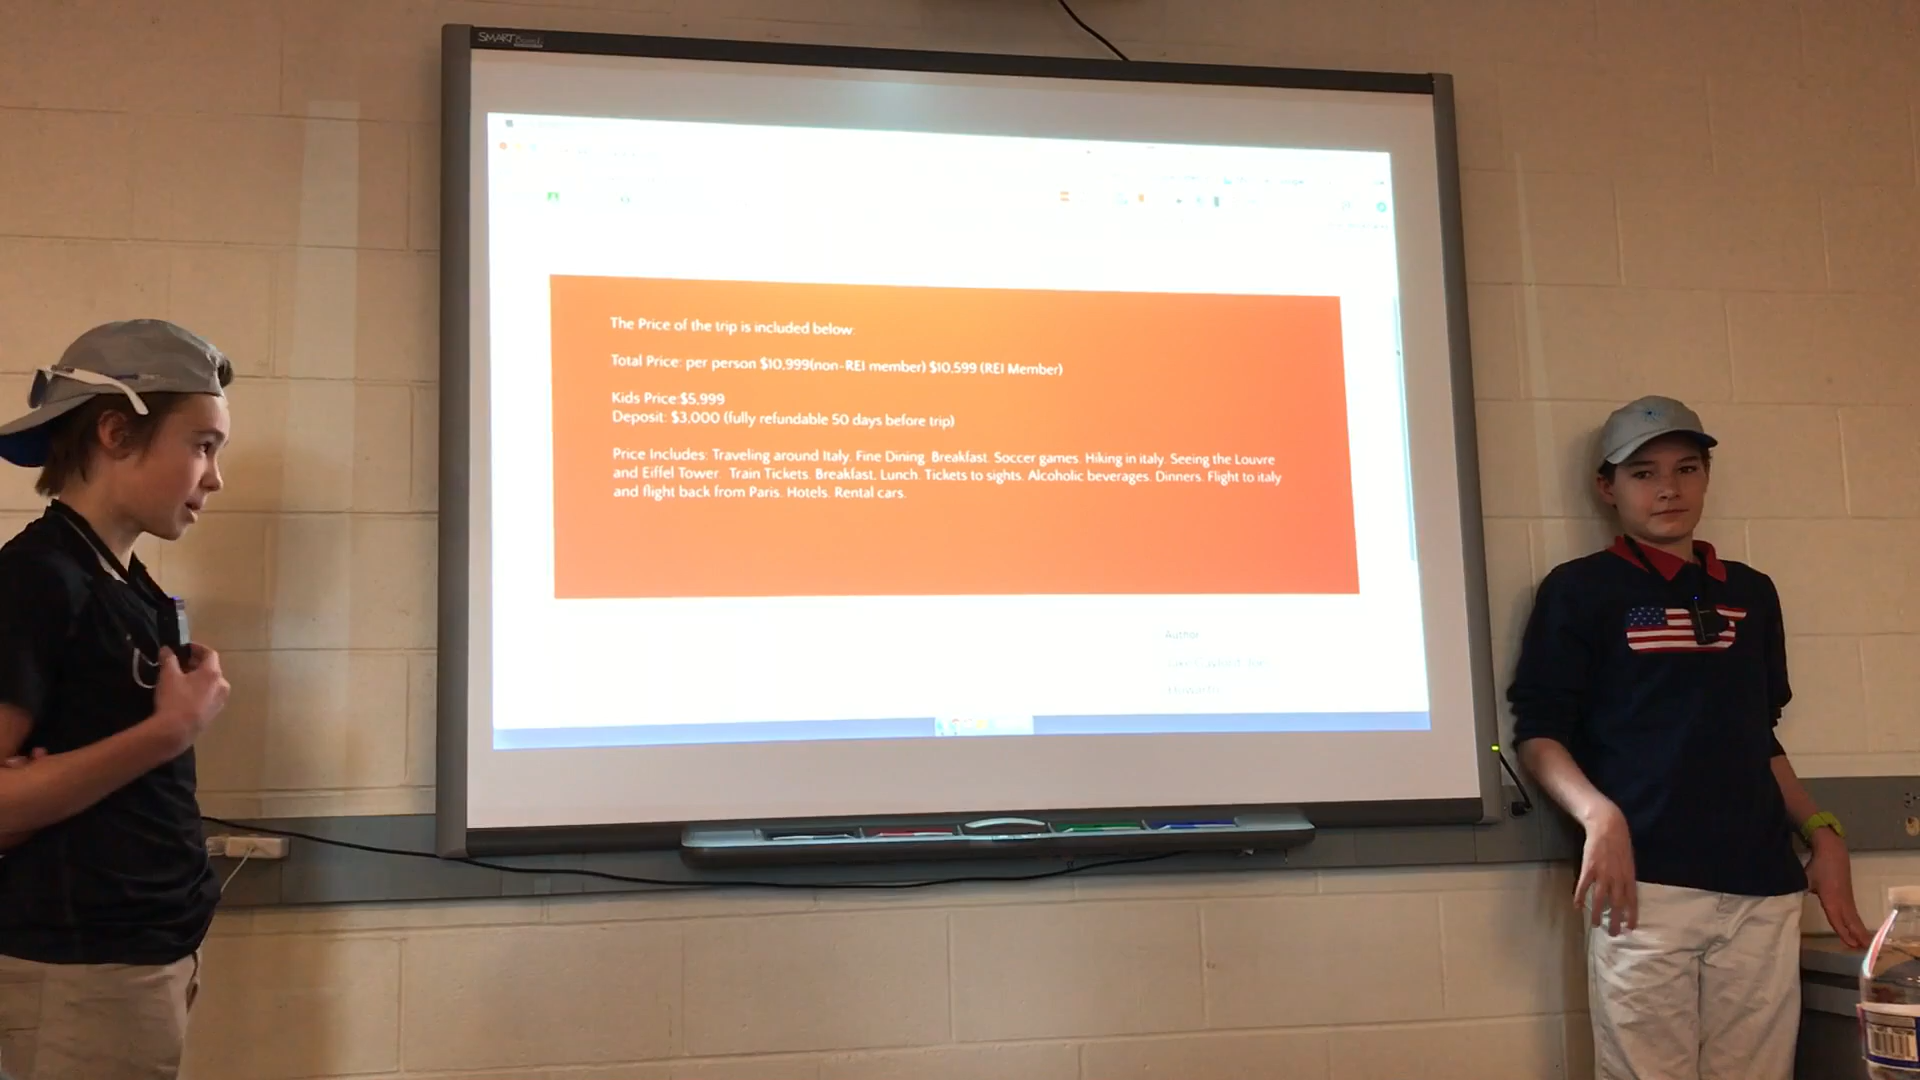 SMART Board
The Price of the trip is included below:
Total Price: per person $10,999(non-REI member) $10,599 (REI Member)
Kids Price:$5,999
Deposit: $3,000 (fully refundable 50 days before trip)
Price Includes: Traveling around Italy. Fine Dining. Breakfast. Soccer games. Hiking in italy. Seeing the Louvre
and Eiffel Tower. Train Tickets. Breakfast. Lunch. Tickets to sights. Alcoholic beverages. Dinners. Flight to italy
and flight back from Paris. Hotels. Rental cars.
Author